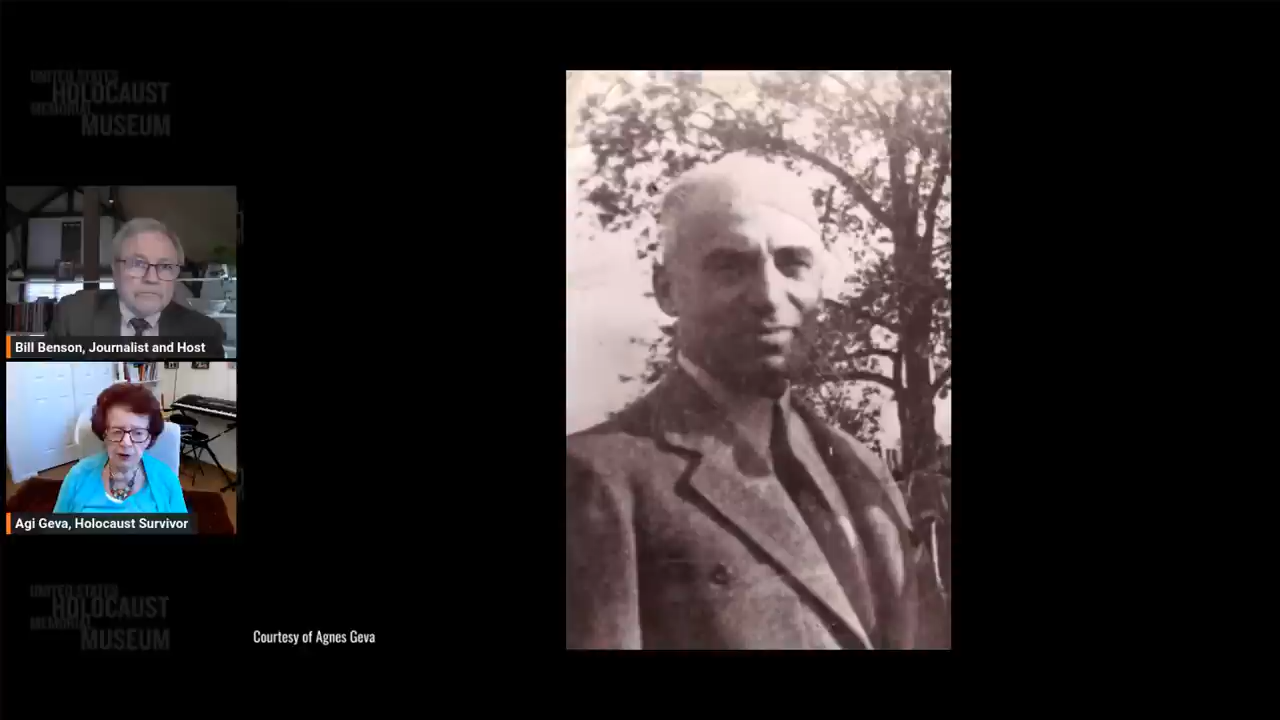 UNITED STATES
HOLOCAUST
MEMORIAL
MUSEUM
Bill Benson, Journalist and Host
Agi Geva, Holocaust Survivor
UNITED STATES
HOLOCAUST
MEMORIAL
MUSEUM
Courtesy of Agnes Geva